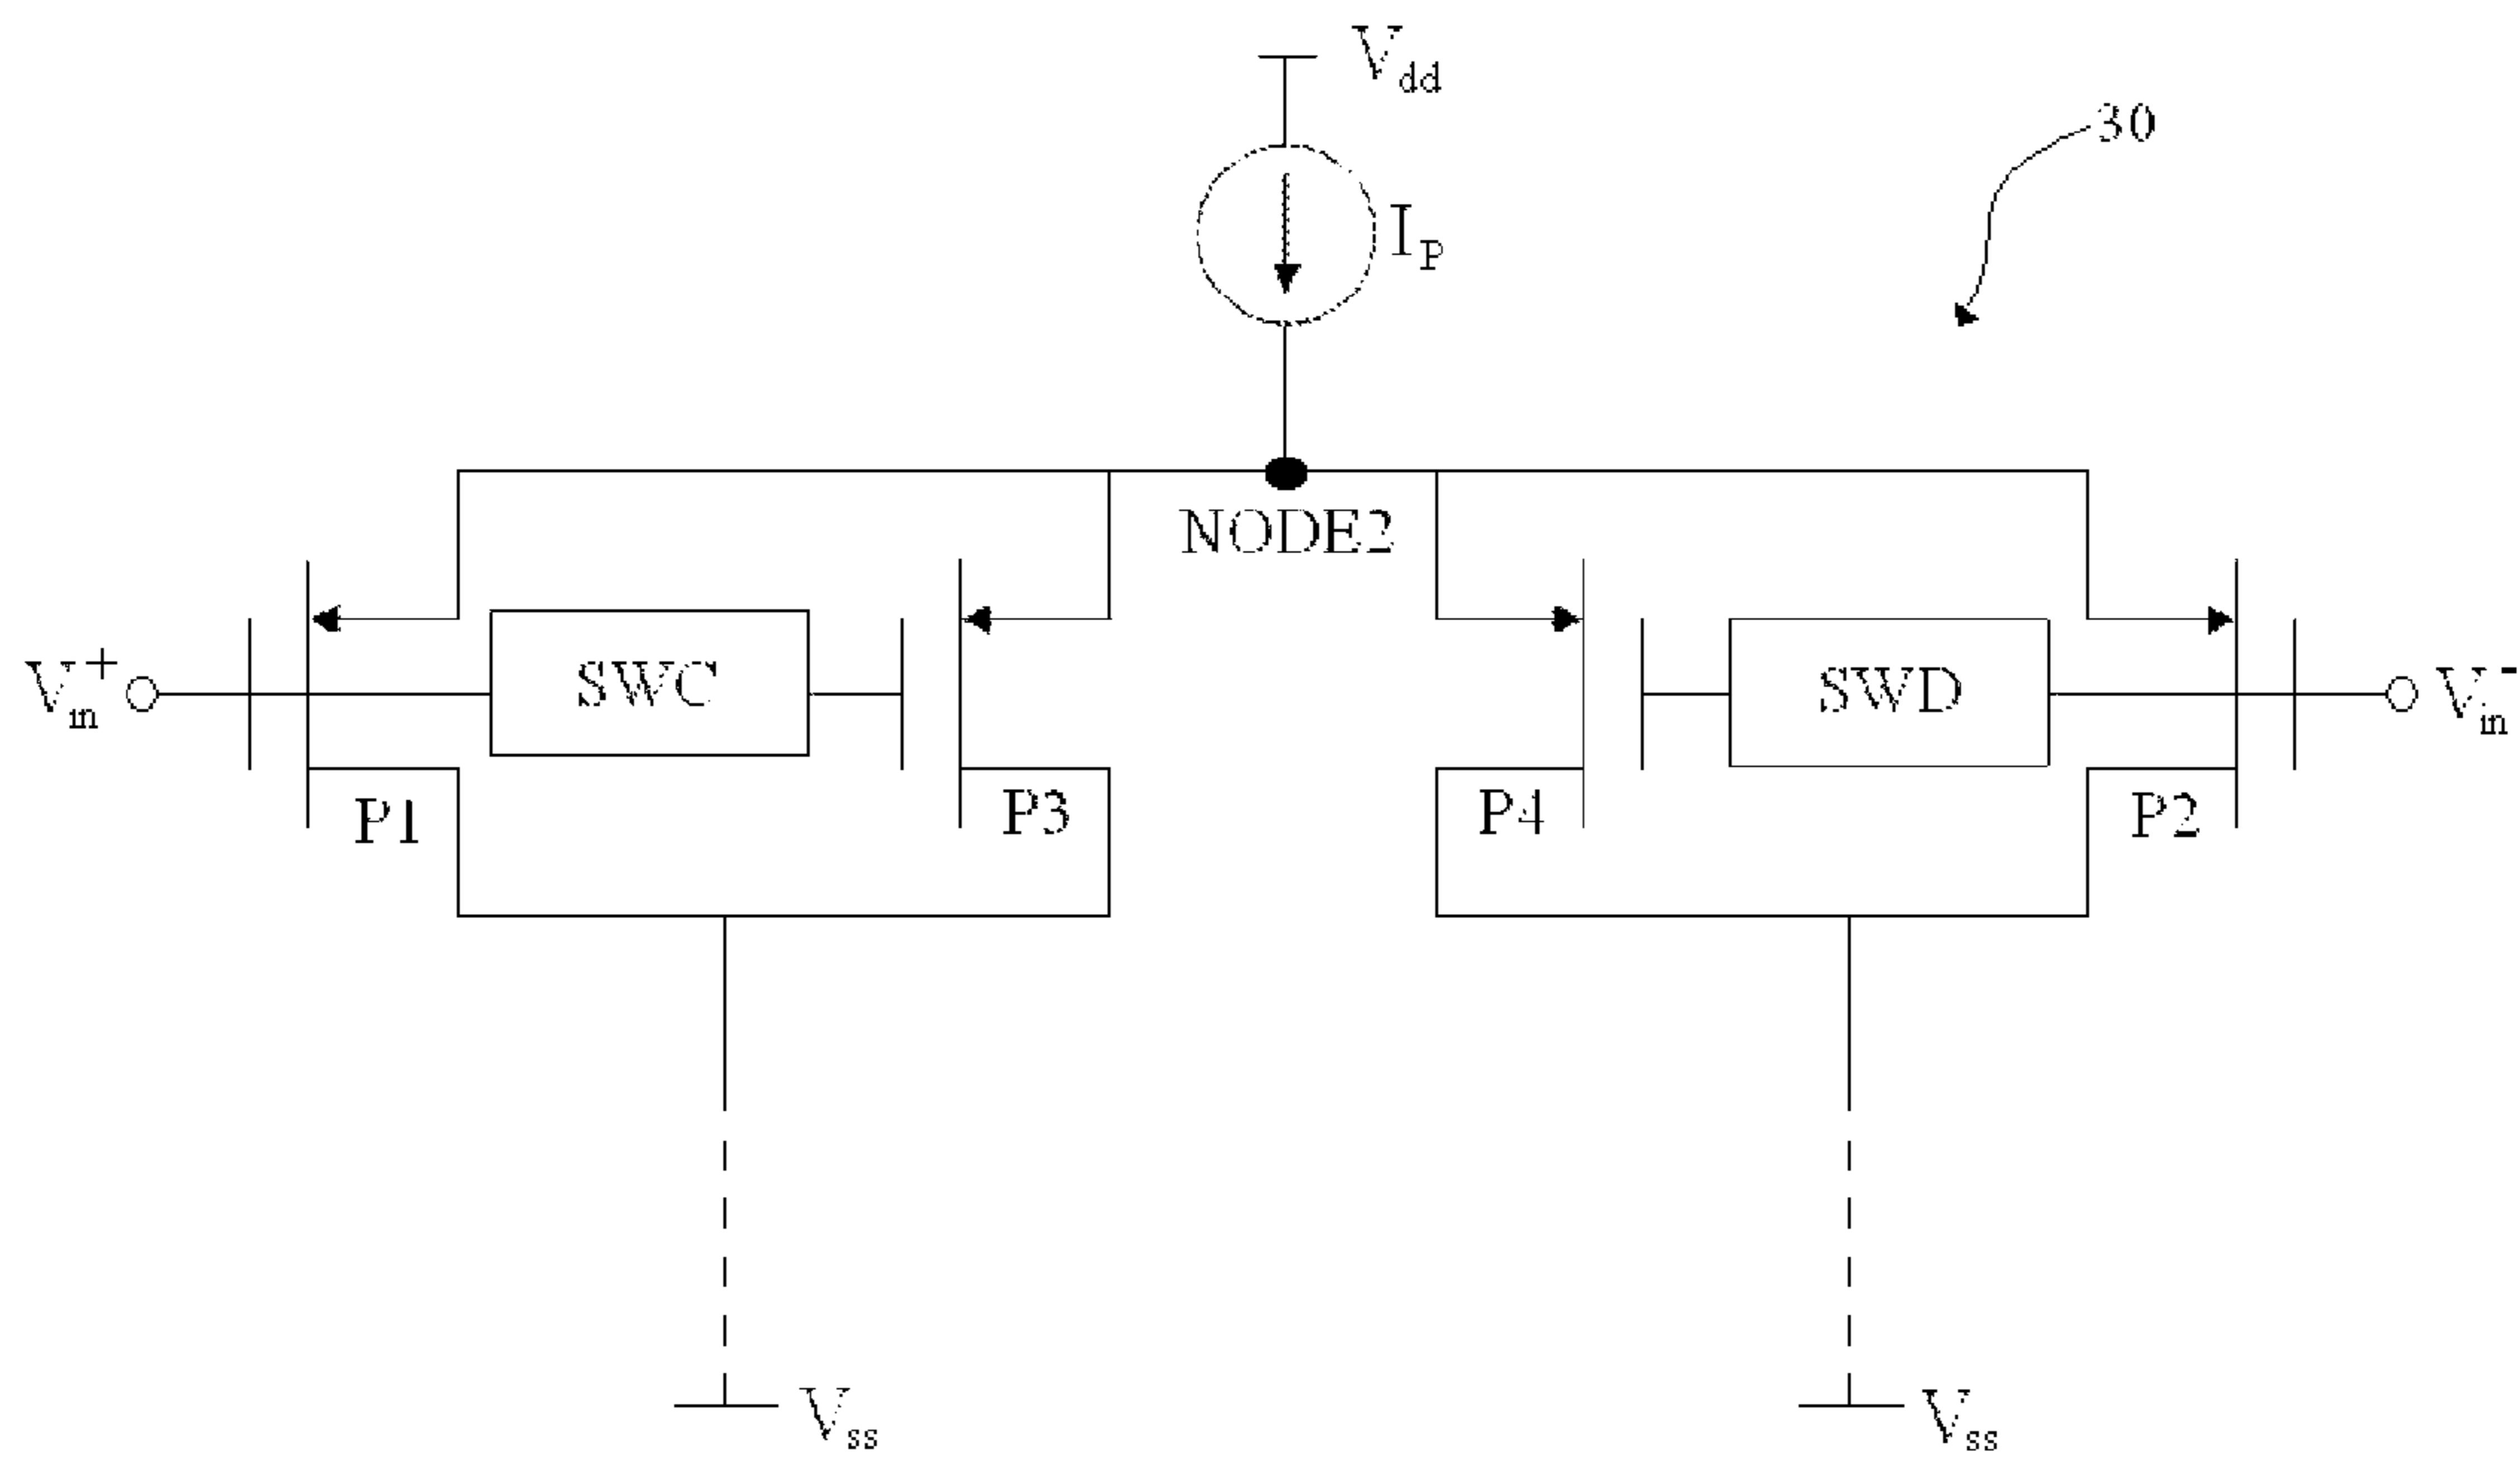 Vdd
30
IP
NODE2
Vin+
SWC
SWD
Vin-
P1
P3
P4
P2
Vss
Vss